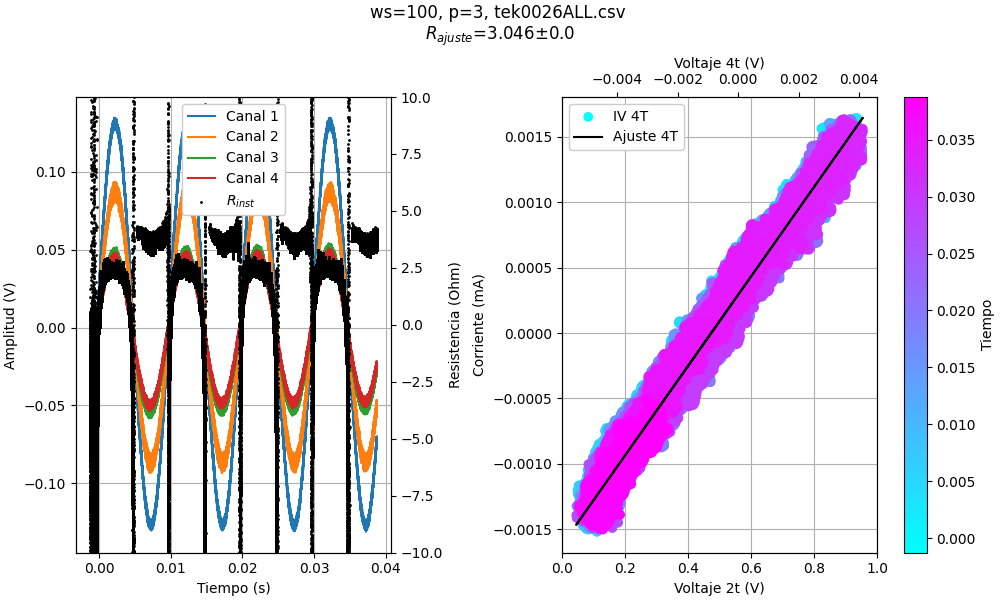 ws=100, p=3, tek0026ALL.csv
R_ajuste=3.046±0.0
Canal 1
Canal 2
Canal 3
Canal 4
R_inst
0.10
0.05
0.00
−0.05
−0.10
Amplitud (V)
0.00
0.01
0.02
0.03
0.04
Tiempo (s)
10.0
7.5
5.0
2.5
0.0
−2.5
−5.0
−7.5
−10.0
Resistencia (Ohm)
Voltaje 4t (V)
−0.004
−0.002
0.000
0.002
0.004
IV 4T
Ajuste 4T
0.0015
0.0010
0.0005
0.0000
−0.0005
−0.0010
−0.0015
Corriente (mA)
0.0
0.2
0.4
0.6
0.8
1.0
Voltaje 2t (V)
0.035
0.030
0.025
0.020
0.015
0.010
0.005
0.000
Tiempo